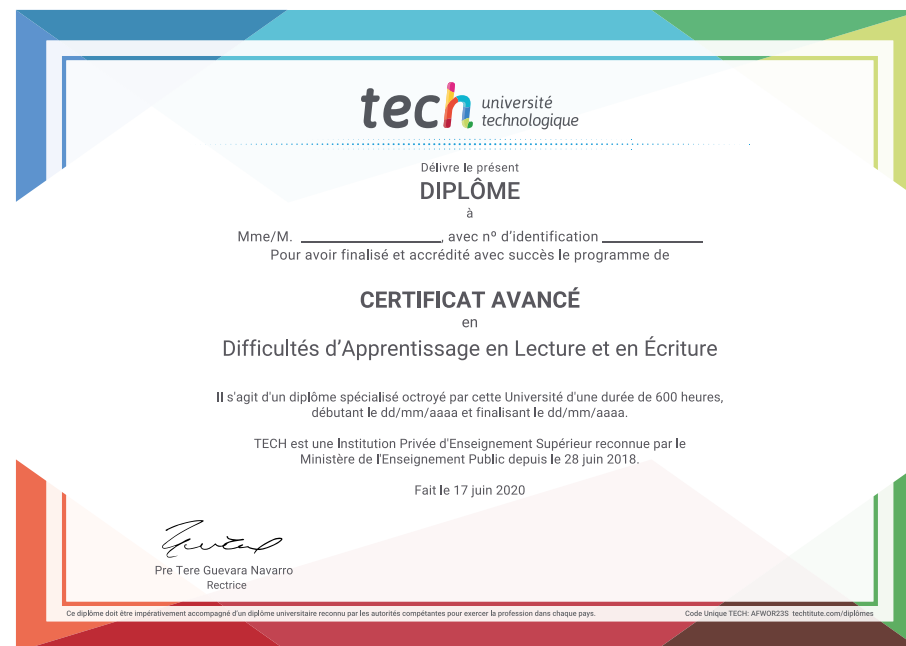 tech université
technologique
Délivre le présent
DIPLÔME
à
Mme/M. ____________________, avec nº d'identification ______________
Pour avoir finalisé et accrédité avec succès le programme de
CERTIFICAT AVANCÉ
en
Difficultés d'Apprentissage en Lecture et en Écriture
Il s'agit d'un diplôme spécialisé octroyé par cette Université d'une durée de 600 heures,
débutant le dd/mm/aaaa et finalisant le dd/mm/aaaa.
TECH est une Institution Privée d'Enseignement Supérieur reconnue par le
Ministère de l'Enseignement Public depuis le 28 juin 2018.
Fait le 17 juin 2020
Pre Tere Guevara Navarro
Rectrice
Ce diplôme doit être impérativement accompagné d'un diplôme universitaire reconnu par les autorités compétantes pour exercer la profession dans chaque pays.
Code Unique TECH: AFWOR23S techtitute.com/diplômes